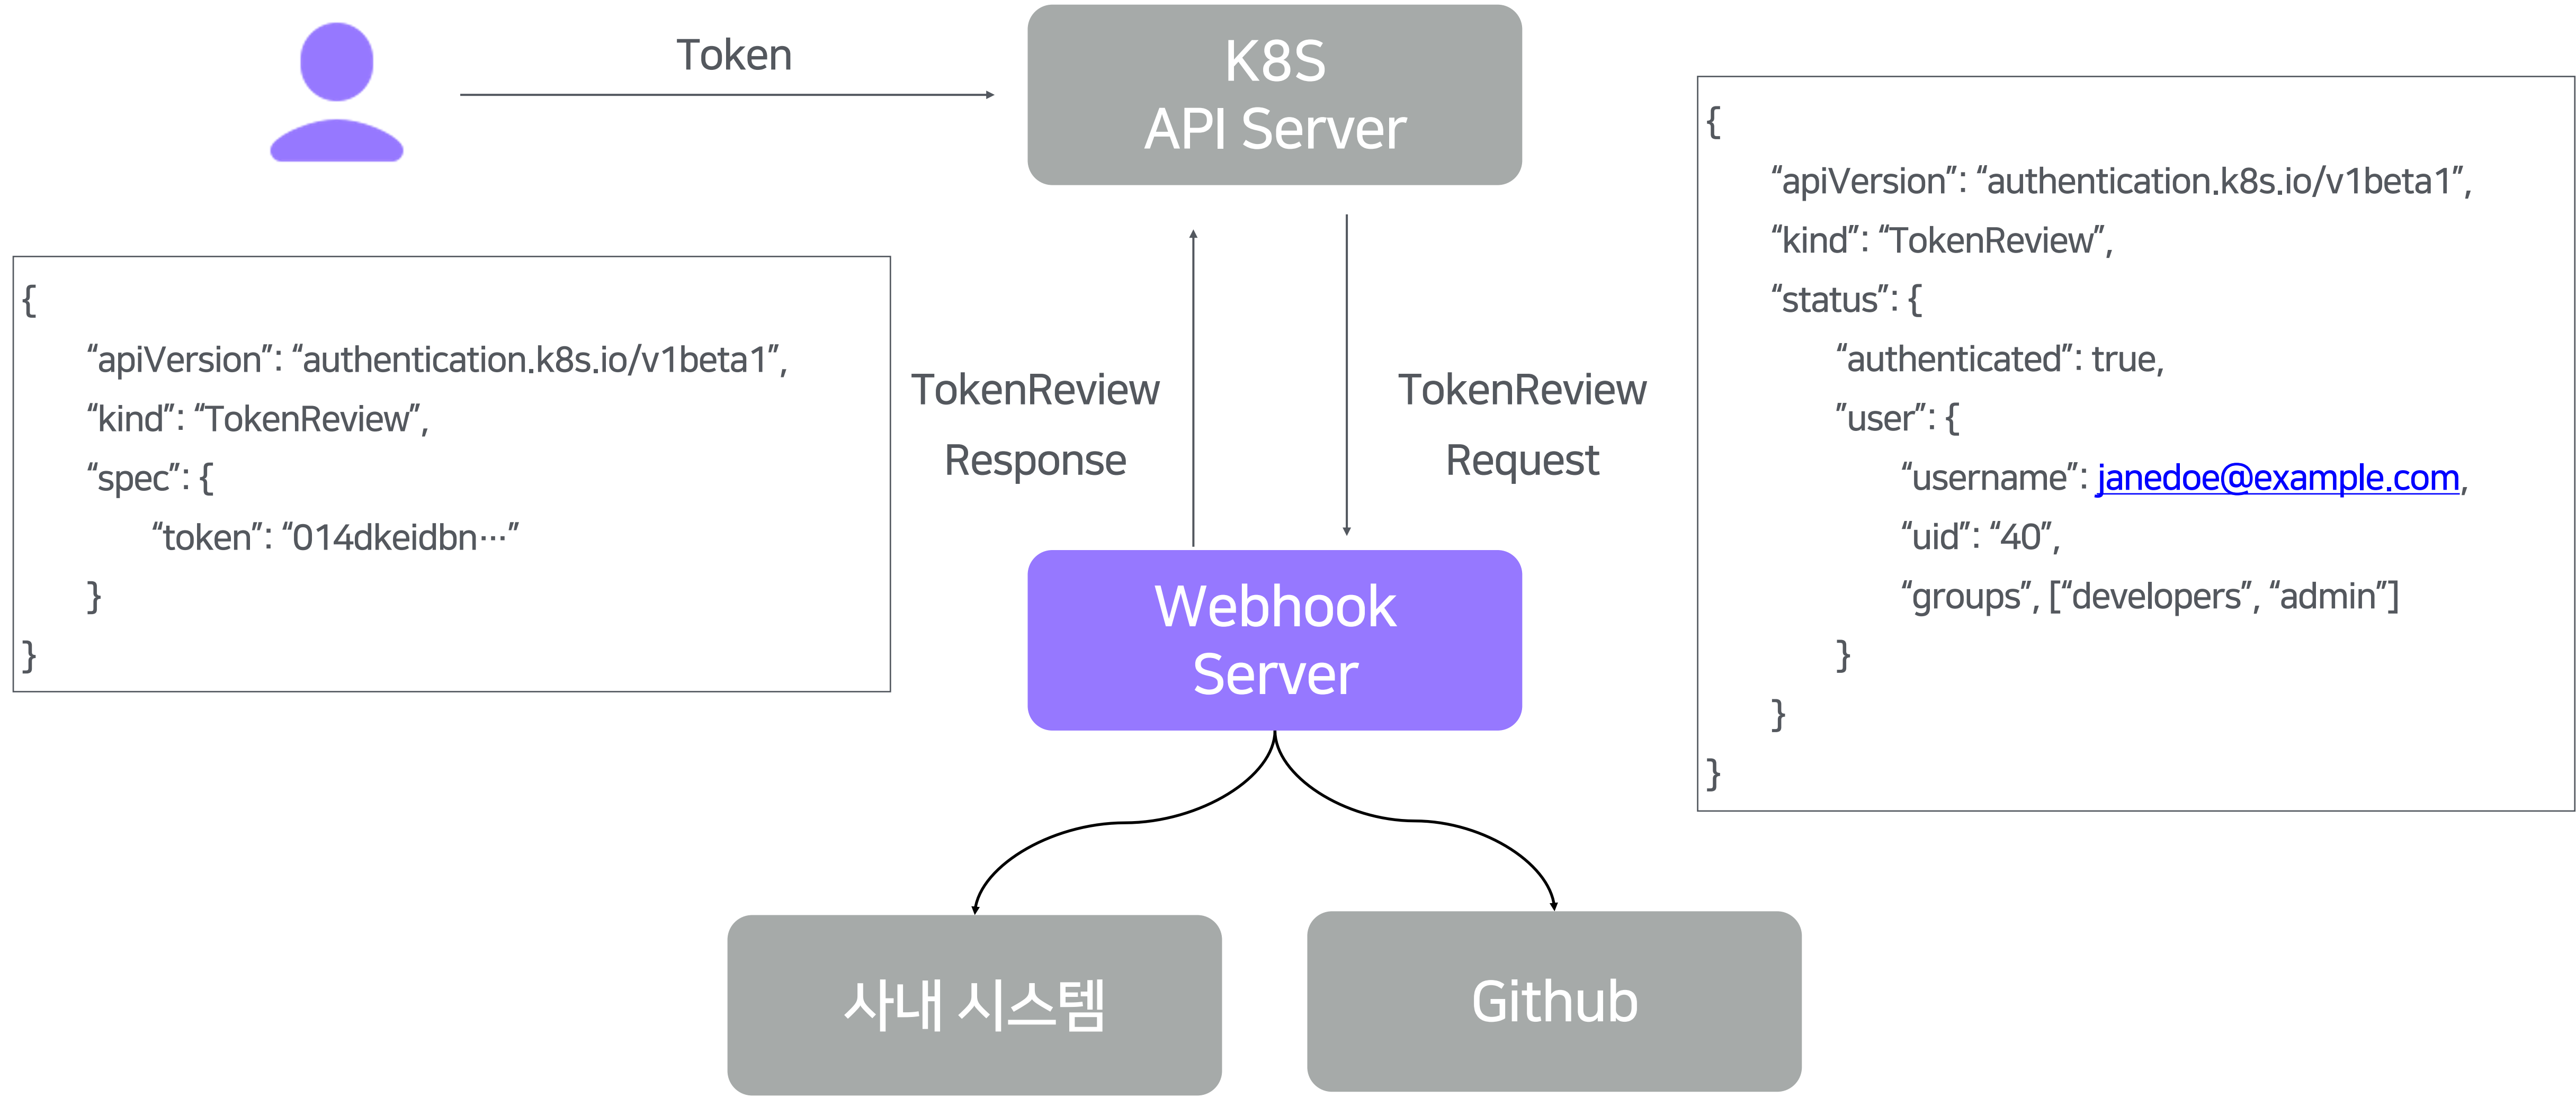 Token
K8S
API Server
{
“apiVersion”: “authentication.k8s.io/v1beta1”,
“kind”: “TokenReview”,
“spec”: {
“token”: “014dkeidbn…”
}
}
TokenReview
Response
TokenReview
Request
{
“apiVersion”: “authentication.k8s.io/v1beta1”,
“kind”: “TokenReview”,
“status”: {
“authenticated”: true,
”user”: {
“username”: janedoe@example.com,
“uid”: “40”,
“groups”, [“developers”, “admin”]
}
}
}
Webhook
Server
사내 시스템
Github